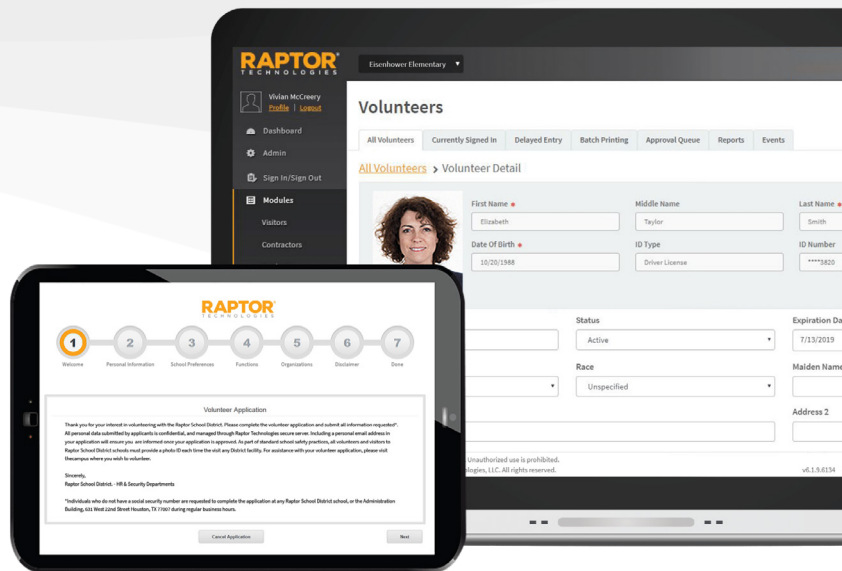 RAPTOR
TECHNOLOGIES
Eisenhower Elementary
Vivian McCreery
Profile | Logout
Dashboard
Admin
Sign In/Sign Out
Modules
Visitors
Contractors
Volunteers
All Volunteers Currently Signed In Delayed Entry Batch Printing Approval Queue Reports Events
All Volunteers > Volunteer Detail
First Name * Middle Name Last Name *
Elizabeth Taylor Smith
Date Of Birth * ID Type ID Number
10/20/1988 Driver License ****3820
Status Expiration Da
Active 7/13/2019
Race Maiden Name
Unspecified
Address 2
Unauthorized use is prohibited.
logies, LLC. All rights reserved.
v6.1.9.6134
RAPTOR
TECHNOLOGIES
1 2 3 4 5 6 7
Welcome Personal Information School Preferences Functions Organizations Disclaimer Done
Volunteer Application
Thank you for your interest in volunteering with the Raptor School District. Please complete the volunteer application and submit all information requested*.
All personal data submitted by applicants is confidential, and managed through Raptor Technologies secure server. Including a personal email address in
your application will ensure you are informed once your application is approved. As part of standard school safety practices, all volunteers and visitors to
Raptor School District schools must provide a photo ID each time the visit any District facility. For assistance with your volunteer application, please visit
thecampus where you wish to volunteer.
Sincerely,
Raptor School District. - HR & Security Departments
*Individuals who do not have a social security number are requested to complete the application at any Raptor School District school, or the Administration
Building, 631 West 22nd Street Houston, TX 77007 during regular business hours.
Cancel Application Next